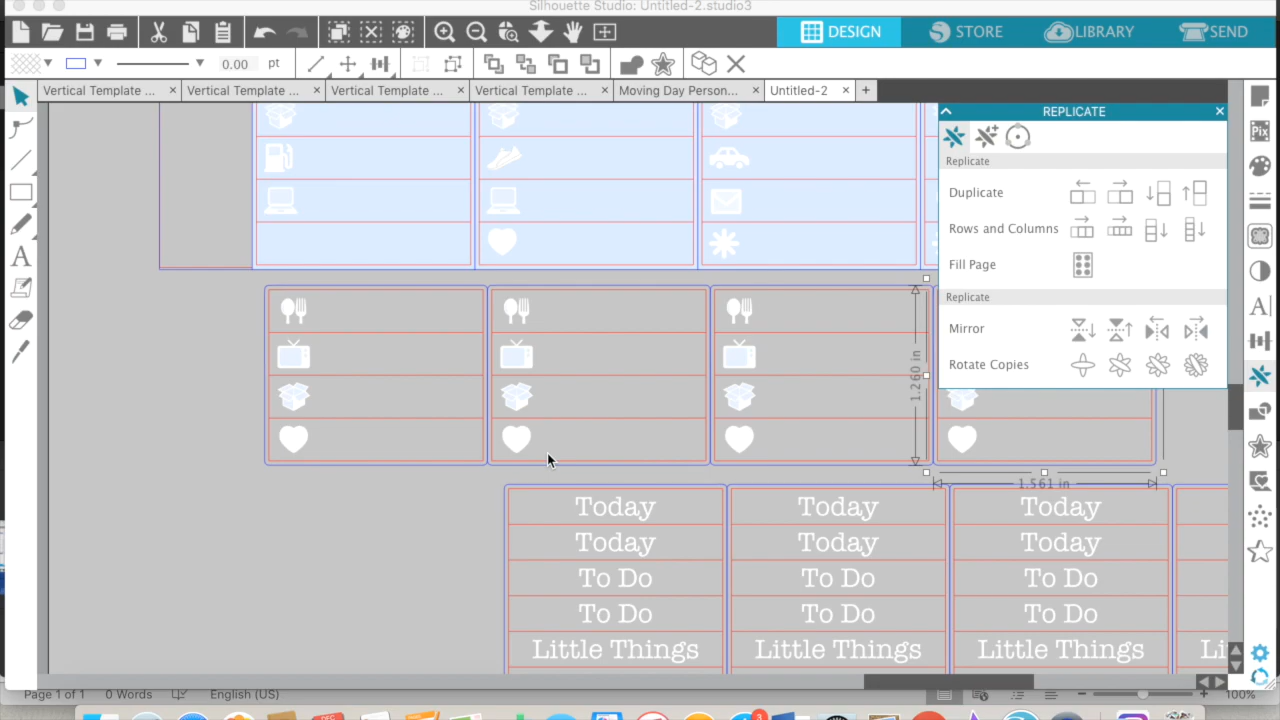 Silhouette Studio: Untitled-2.studio3
DESIGN STORE LIBRARY SEND
0.00 pt
Vertical Template ... × Vertical Template ... × Vertical Template ... × Vertical Template ... × Moving Day Person... × Untitled-2 × +
REPLICATE ×
Pix
Replicate
Duplicate
Rows and Columns
Fill Page
Replicate
Mirror
Rotate Copies
1.260 in
1.561 in
Today Today Today
Today Today Today
To Do To Do To Do
To Do To Do To Do
Little Things Little Things Little Things Li
Page 1 of 1 0 Words English (US) 100%
DEC 3